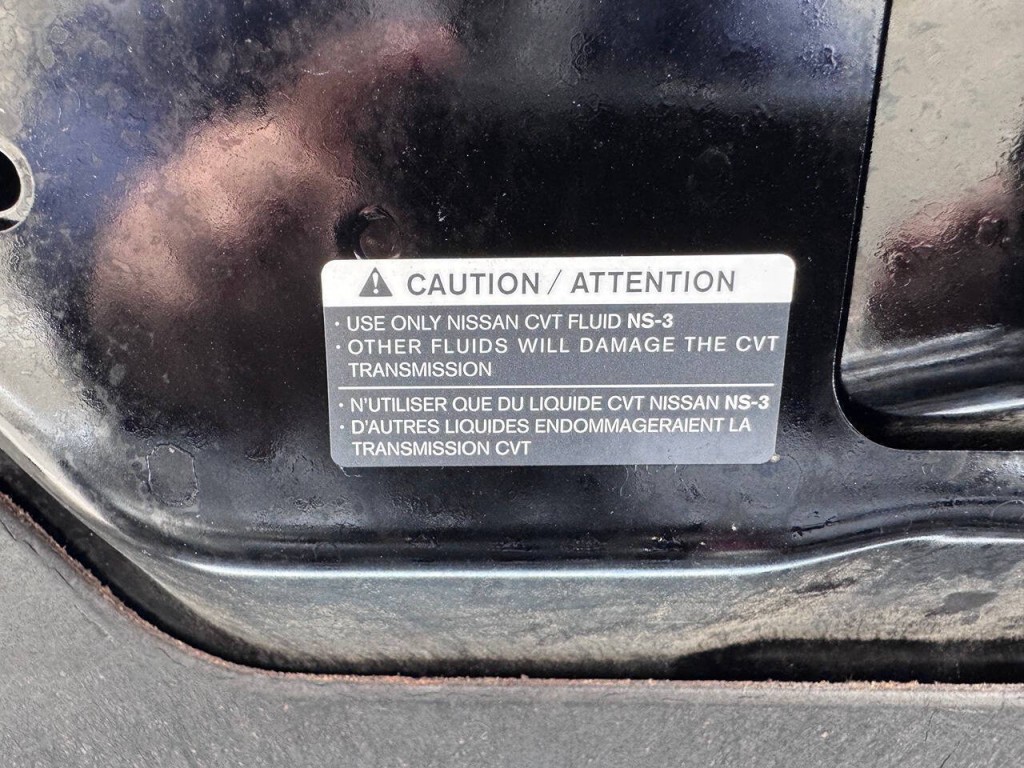 CAUTION / ATTENTION
· USE ONLY NISSAN CVT FLUID NS-3
· OTHER FLUIDS WILL DAMAGE THE CVT
TRANSMISSION
· N'UTILISER QUE DU LIQUIDE CVT NISSAN NS-3
· D'AUTRES LIQUIDES ENDOMMAGERAIENT LA
TRANSMISSION CVT